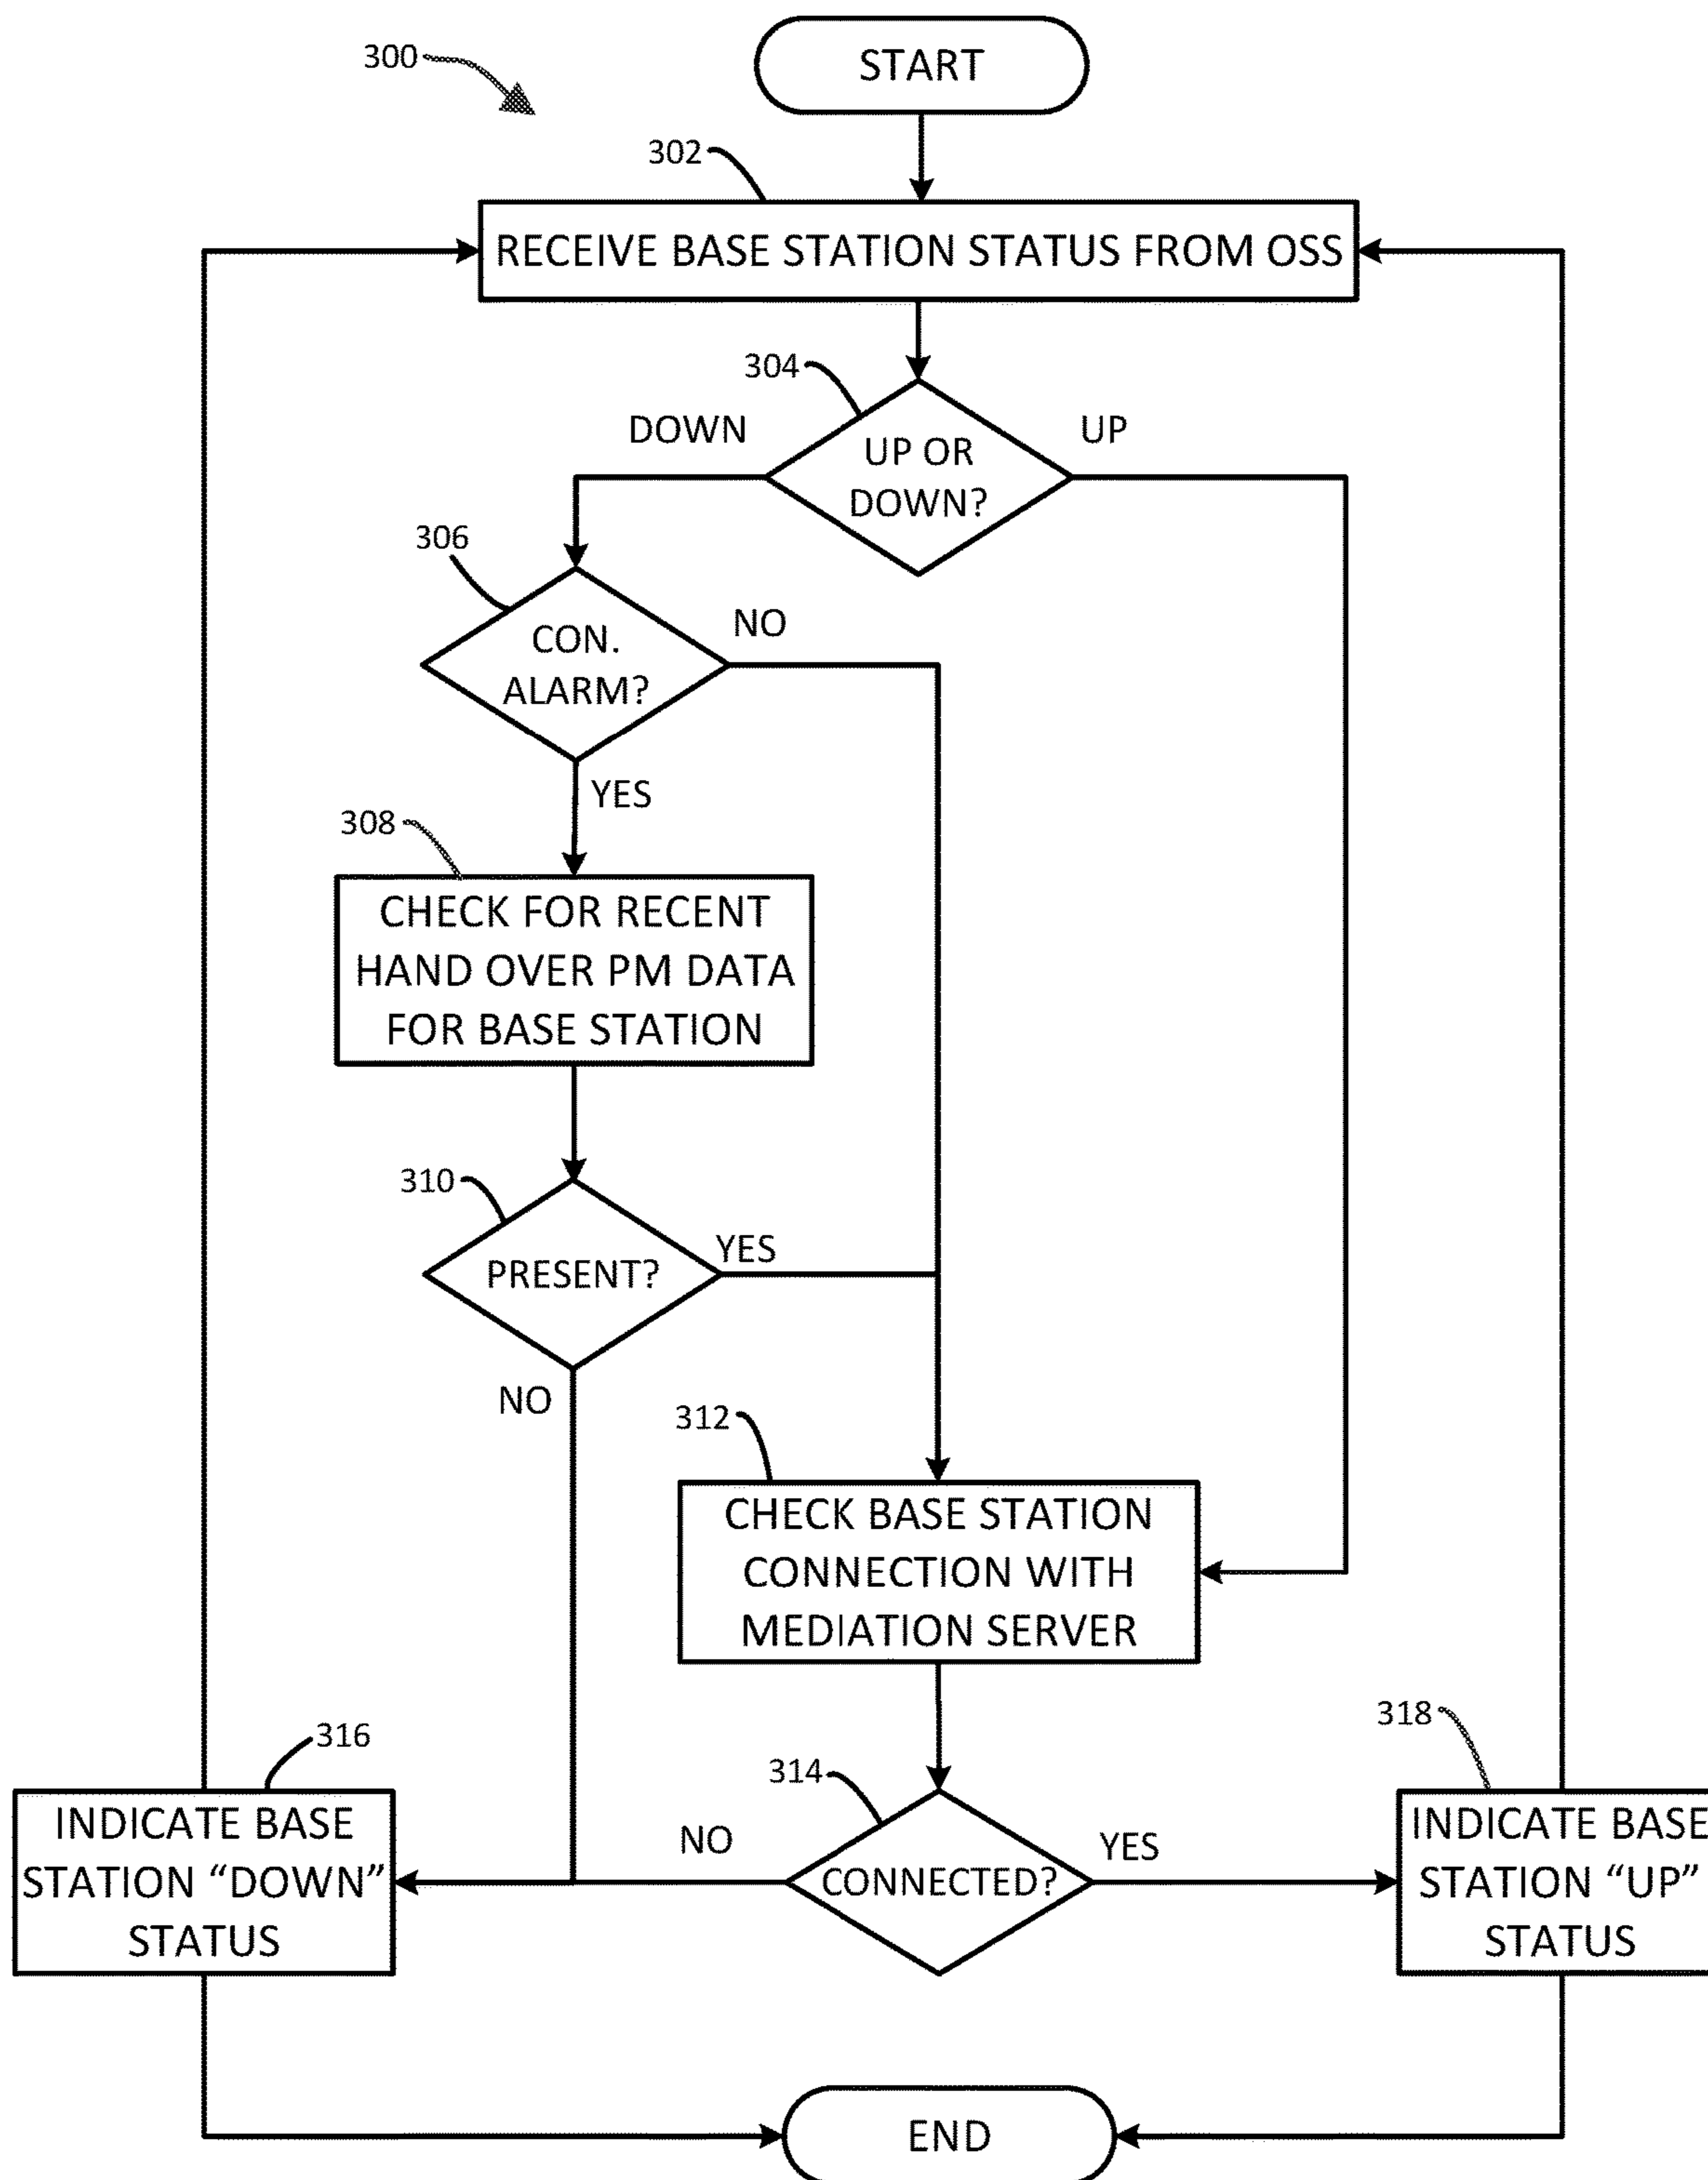 300
START
302
RECEIVE BASE STATION STATUS FROM OSS
304
DOWN
UP
UP OR
DOWN?
306
NO
CON.
ALARM?
YES
308
CHECK FOR RECENT
HAND OVER PM DATA
FOR BASE STATION
310
YES
PRESENT?
NO
312
CHECK BASE STATION
CONNECTION WITH
MEDIATION SERVER
316
318
314
INDICATE BASE
STATION “DOWN”
STATUS
NO
YES
CONNECTED?
INDICATE BASE
STATION “UP”
STATUS
END